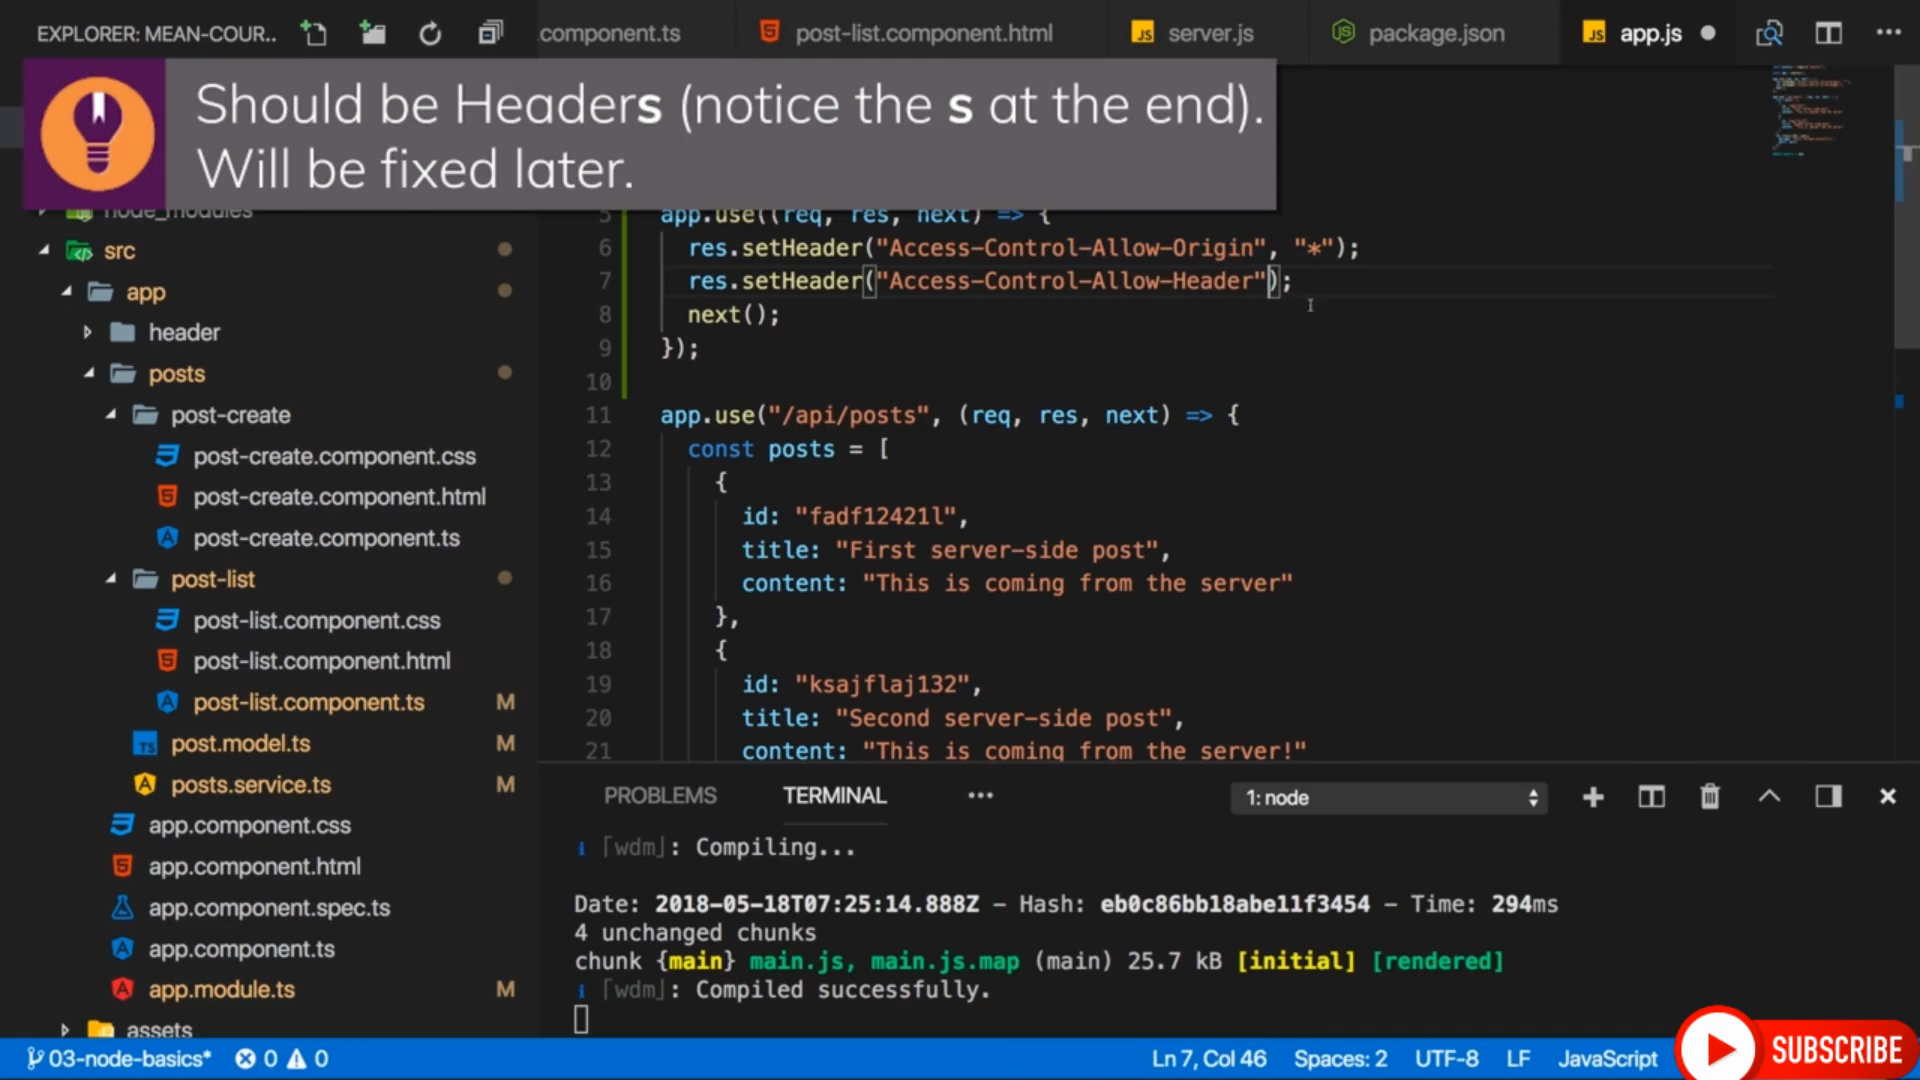 EXPLORER: MEAN-COUR..
.component.ts
post-list.component.html
server.js
package.json
app.js
Should be Headers (notice the s at the end).
Will be fixed later.
node_modules
src
app
header
posts
post-create
post-create.component.css
post-create.component.html
post-create.component.ts
post-list
post-list.component.css
post-list.component.html
post-list.component.ts M
post.model.ts M
posts.service.ts M
app.component.css
app.component.html
app.component.spec.ts
app.component.ts
app.module.ts M
assets
5 app.use((req, res, next) => {
6 res.setHeader("Access-Control-Allow-Origin", "*");
7 res.setHeader("Access-Control-Allow-Header");
8 next();
9 });
10
11 app.use("/api/posts", (req, res, next) => {
12 const posts = [
13 {
14 id: "fadf12421l",
15 title: "First server-side post",
16 content: "This is coming from the server"
17 },
18 {
19 id: "ksajflaj132",
20 title: "Second server-side post",
21 content: "This is coming from the server!"
PROBLEMS TERMINAL ••• 1: node
i ｢wdm｣: Compiling...
Date: 2018-05-18T07:25:14.888Z – Hash: eb0c86bb18abe11f3454 – Time: 294ms
4 unchanged chunks
chunk {main} main.js, main.js.map (main) 25.7 kB [initial] [rendered]
i ｢wdm｣: Compiled successfully.
03-node-basics* 0 0 Ln 7, Col 46 Spaces: 2 UTF-8 LF JavaScript
SUBSCRIBE